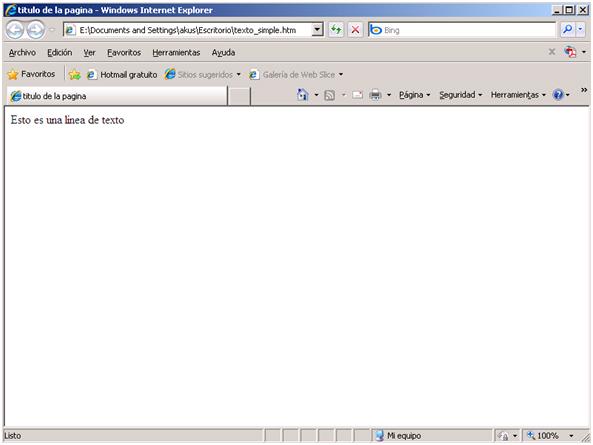 titulo de la pagina - Windows Internet Explorer
E:\Documents and Settings\akus\Escritorio\texto_simple.htm
Bing
Archivo Edición Ver Favoritos Herramientas Ayuda
Favoritos Hotmail gratuito Sitios sugeridos Galería de Web Slice
titulo de la pagina Página Seguridad Herramientas
Esto es una linea de texto
Listo Mi equipo 100%